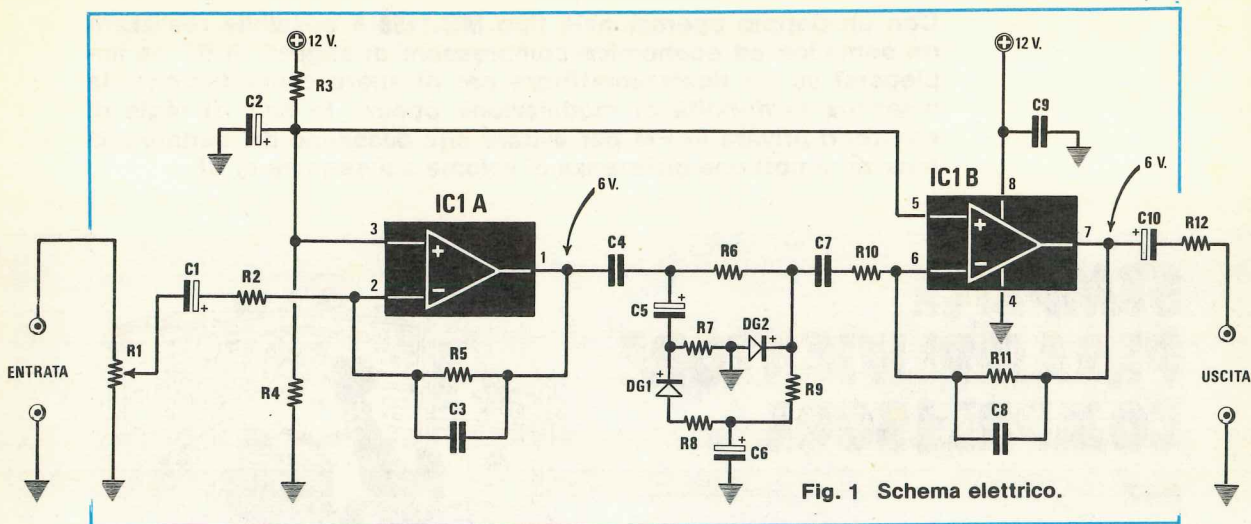 12 V.
12 V.
R3
C2
C9
6 V.
6 V.
IC1 A
IC1 B
3
2
1
5
6
8
7
4
C10
R12
C1
R2
C4
R6
C7
R10
C5
R7
DG2
R1
R5
C3
DG1
R9
R11
C8
ENTRATA
R4
R8
C6
USCITA
Fig. 1 Schema elettrico.